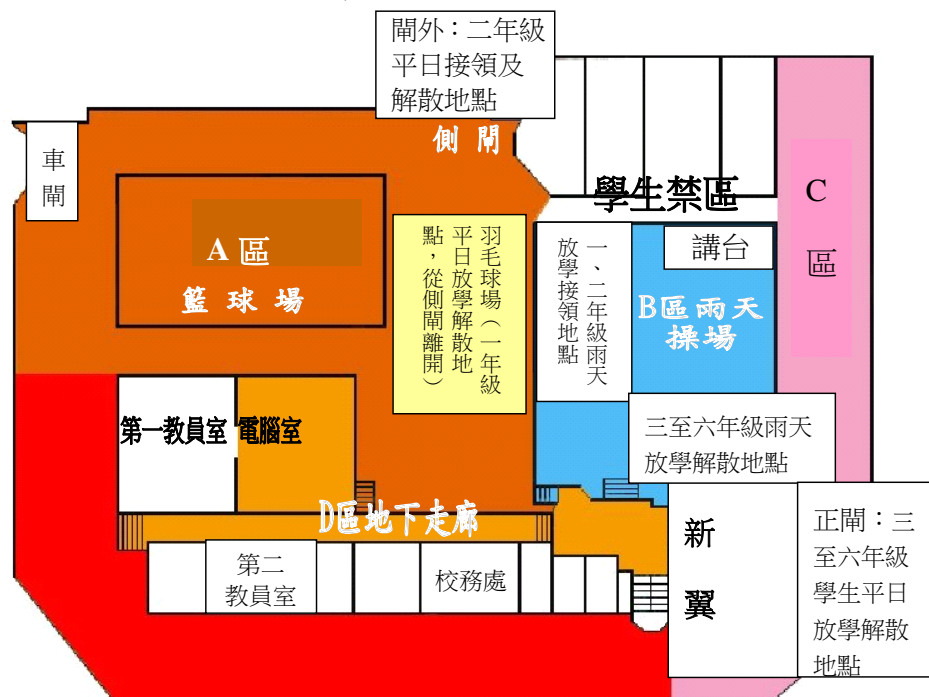 閘外：二年級
平日接領及
解散地點
側閘
車
閘
學生禁區
C
區
A 區
籃球場
羽毛球場（一年級
平日放學解散地
點，從側閘離開）
一、二年級雨天
放學接領地點
講台
B區雨天
操場
第一教員室
電腦室
三至六年級雨天
放學解散地點
D區地下走廊
第二
教員室
校務處
新
翼
正閘：三
至六年級
學生平日
放學解散
地點